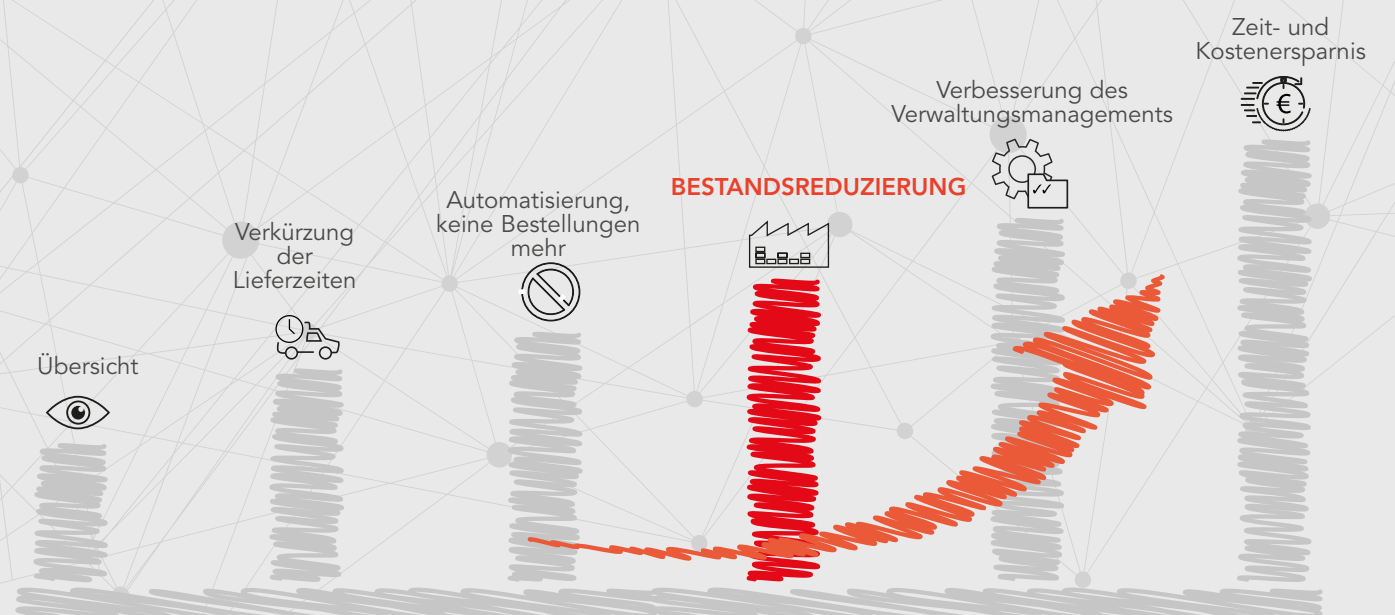 Übersicht
Verkürzung
der
Lieferzeiten
Automatisierung,
keine Bestellungen
mehr
BESTANDSREDUZIERUNG
Verbesserung des
Verwaltungsmanagements
Zeit- und
Kostenersparnis
€